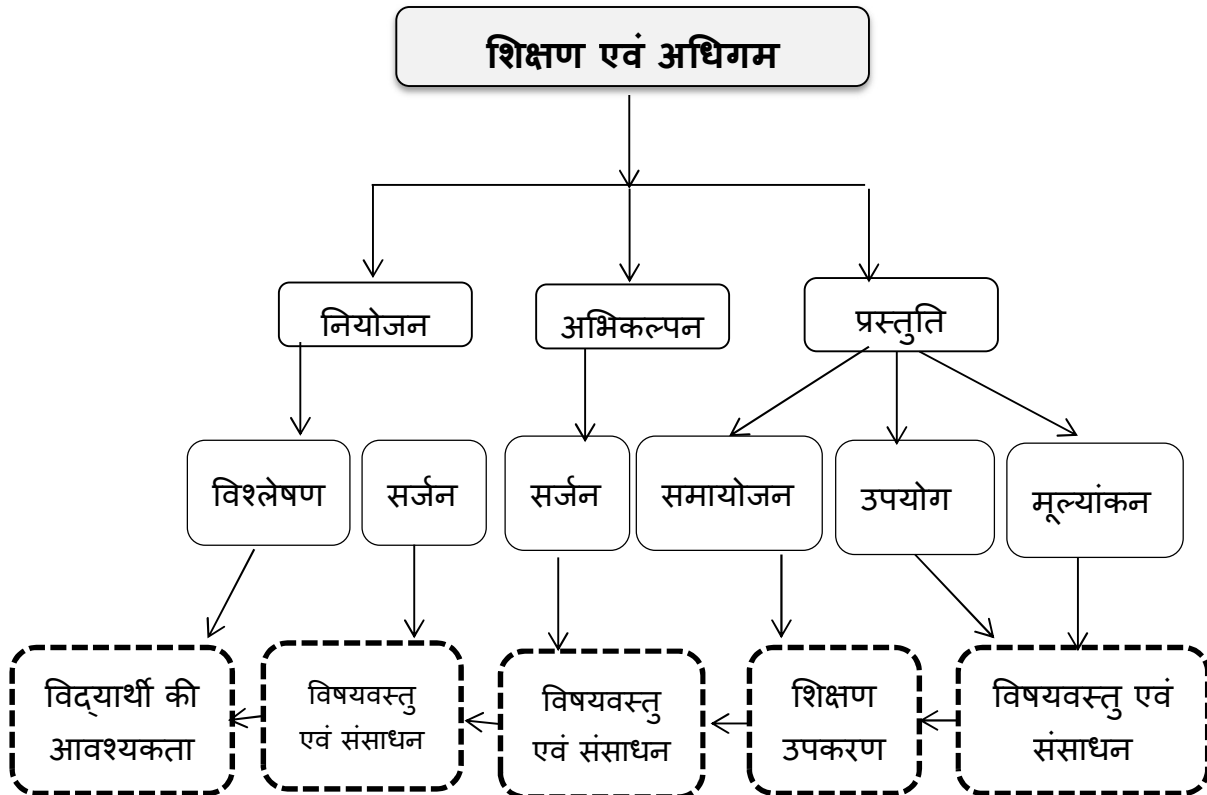 शिक्षण एवं अधिगम
नियोजन
अभिकल्पन
प्रस्तुति
विश्लेषण
सर्जन
सर्जन
समायोजन
उपयोग
मूल्यांकन
विद्यार्थी की
आवश्यकता
विषयवस्तु
एवं संसाधन
विषयवस्तु
एवं संसाधन
शिक्षण
उपकरण
विषयवस्तु एवं
संसाधन